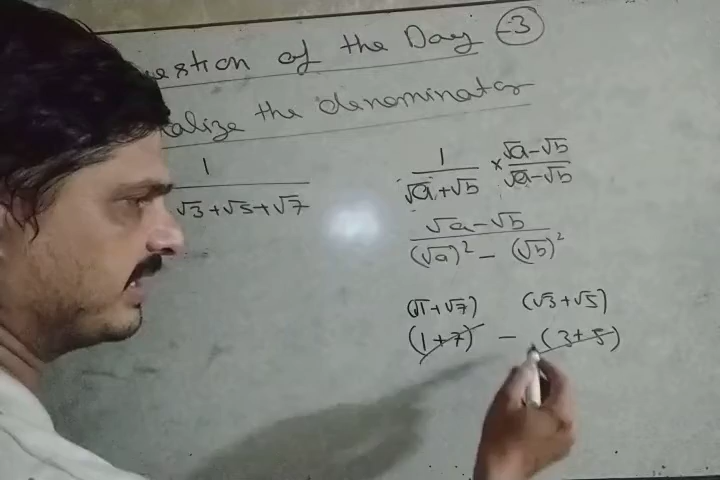 estion of the Day -3
alize the denominator
1
√3+√5+√7
1/(√a+√b) × (√a-√b)/(√a-√b)
(√a-√b)/((√a)² - (√b)²)
(√1+√7) (√3+√5)
(1+7) - (3+5)